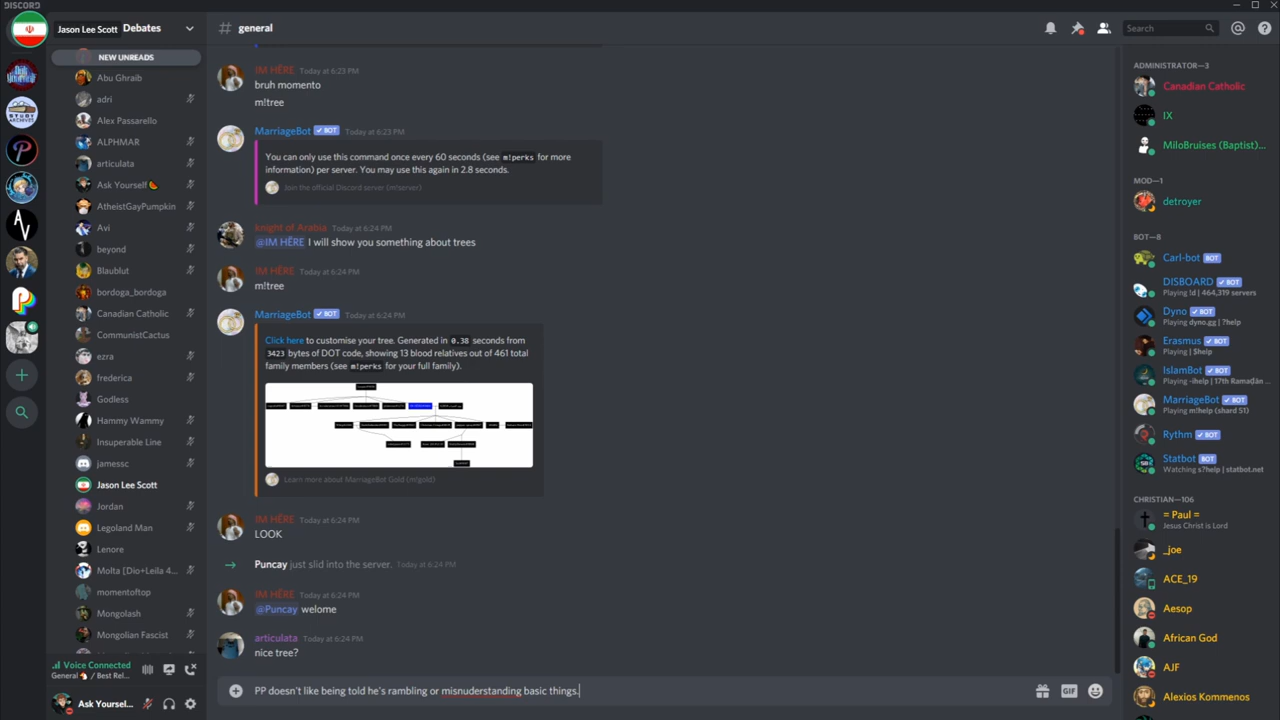 DISCORD
Jason Lee Scott
Debates
# general
Search
NEW UNREADS
Abu Ghraib
adri
Alex Passarello
ALPHMAR
articulata
Ask Yourself 🍉
AtheistGayPumpkin
Avi
beyond
Blaublut
bordoga_bordoga
Canadian Catholic
CommunistCactus
ezra
frederica
Godless
Hammy Wammy
Insuperable Line
jamessc
Jason Lee Scott
Jordan
Legoland Man
Lenore
Molta [Dio+Leila 4...
momentoftop
Mongolash
Mongolian Fascist
Voice Connected
General / Best Rel...
Ask Yoursel...
STUDY
ARCHIVES
IM HĒRE Today at 6:23 PM
bruh momento
m!tree
MarriageBot ✓ BOT Today at 6:23 PM
You can only use this command once every 60 seconds (see m!perks for more
information) per server. You may use this again in 2.8 seconds.
Join the official Discord server (m!server)
knight of Arabia Today at 6:24 PM
@IM HĒRE I will show you something about trees
IM HĒRE Today at 6:24 PM
m!tree
MarriageBot ✓ BOT Today at 6:24 PM
Click here to customise your tree. Generated in 0.38 seconds from
3423 bytes of DOT code, showing 13 blood relatives out of 461 total
family members (see m!perks for your full family).
Learn more about MarriageBot Gold (m!gold)
IM HĒRE Today at 6:24 PM
LOOK
Puncay just slid into the server. Today at 6:24 PM
IM HĒRE Today at 6:24 PM
@Puncay welome
articulata Today at 6:24 PM
nice tree?
PP doesn't like being told he's rambling or misnuderstanding basic things.
GIF
ADMINISTRATOR—3
Canadian Catholic
IX
MiloBruises (Baptist)...
MOD—1
detroyer
BOT—8
Carl-bot BOT
DISBOARD ✓ BOT
Playing !d | 464,319 servers
Dyno ✓ BOT
Playing dyno.gg | ?help
Erasmus ✓ BOT
Playing | $help
IslamBot ✓ BOT
Playing -ihelp | 17th Ramaḍān ...
MarriageBot ✓ BOT
Playing m!help (shard 51)
Rythm ✓ BOT
Statbot BOT
Watching s?help | statbot.net
CHRISTIAN—106
= Paul =
Jesus Christ is Lord
_joe
ACE_19
Aesop
African God
AJF
Alexios Kommenos